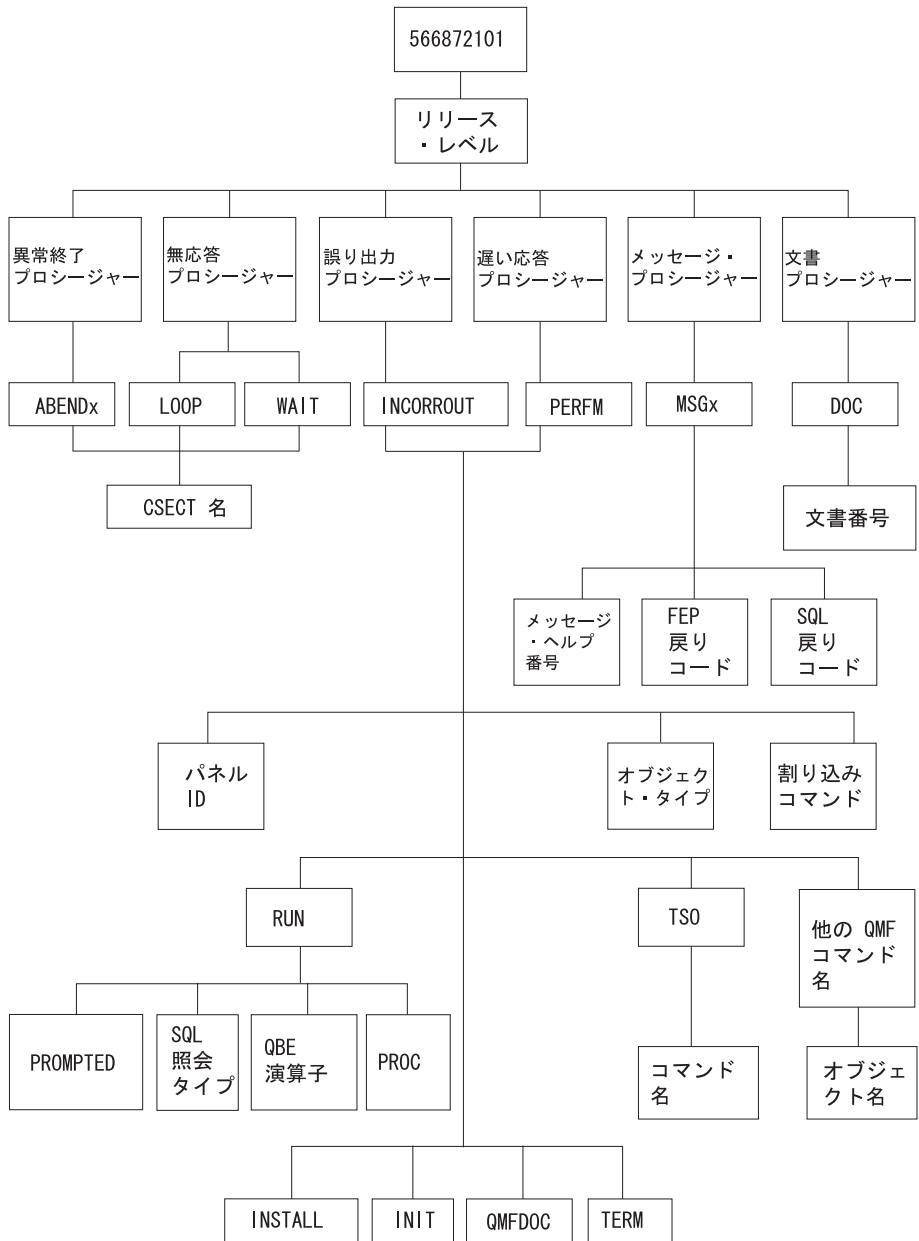 566872101
リリース
・レベル
異常終了
プロシージャー
無応答
プロシージャー
誤り出力
プロシージャー
遅い応答
プロシージャー
メッセージ・
プロシージャー
文書
プロシージャー
ABENDx
LOOP
WAIT
INCORROUT
PERFM
MSGx
DOC
CSECT 名
文書番号
メッセージ
・ヘルプ
番号
FEP
戻り
コード
SQL
戻り
コード
パネル
ID
オブジェク
ト・タイプ
割り込み
コマンド
RUN
TSO
他の QMF
コマンド
名
PROMPTED
SQL
照会
タイプ
QBE
演算子
PROC
コマンド
名
オブジェ
クト名
INSTALL
INIT
QMFDOC
TERM